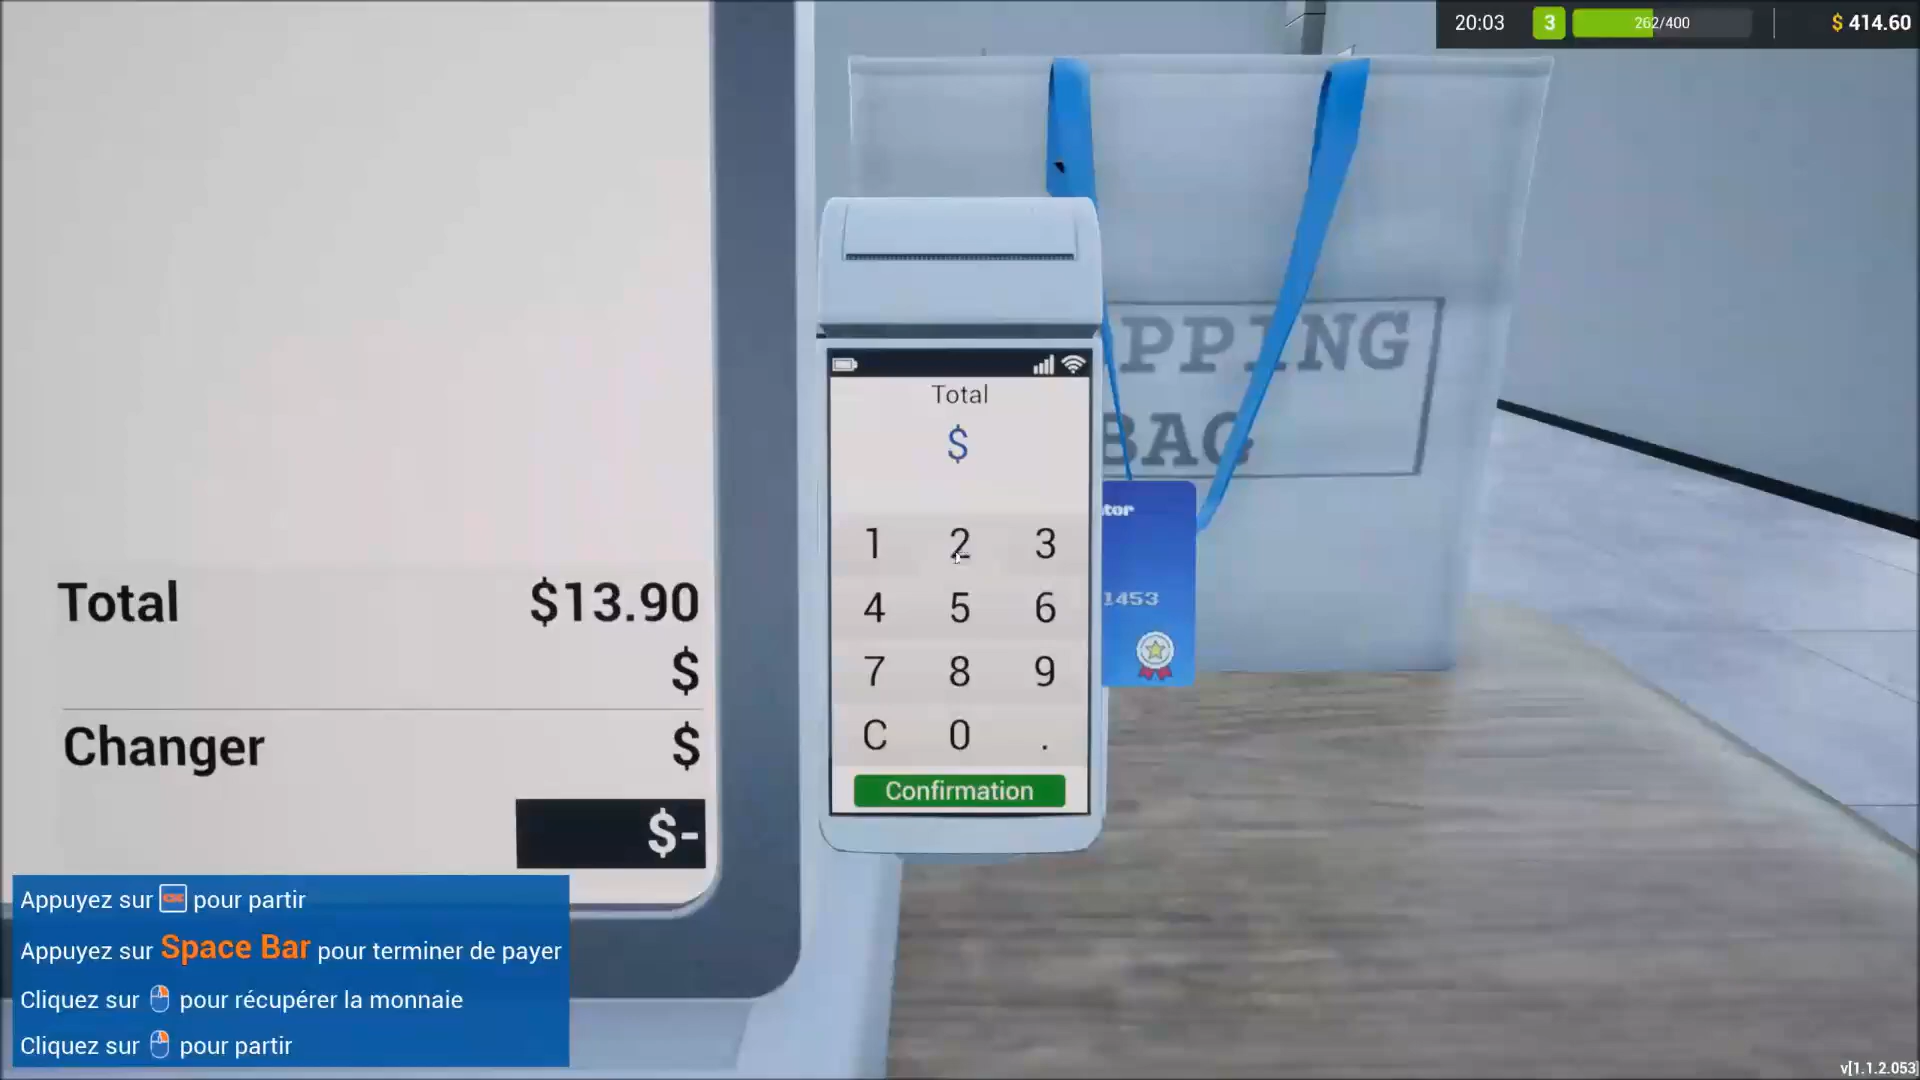 20:03 3 262/400 $ 414.60
PPING
BAG
Total
$
1 2 3
4 5 6
7 8 9
C 0 .
Confirmation
tor
1453
Total $13.90
$
Changer $
$-
Appuyez sur pour partir
Appuyez sur Space Bar pour terminer de payer
Cliquez sur pour récupérer la monnaie
Cliquez sur pour partir
v[1.1.2.053]